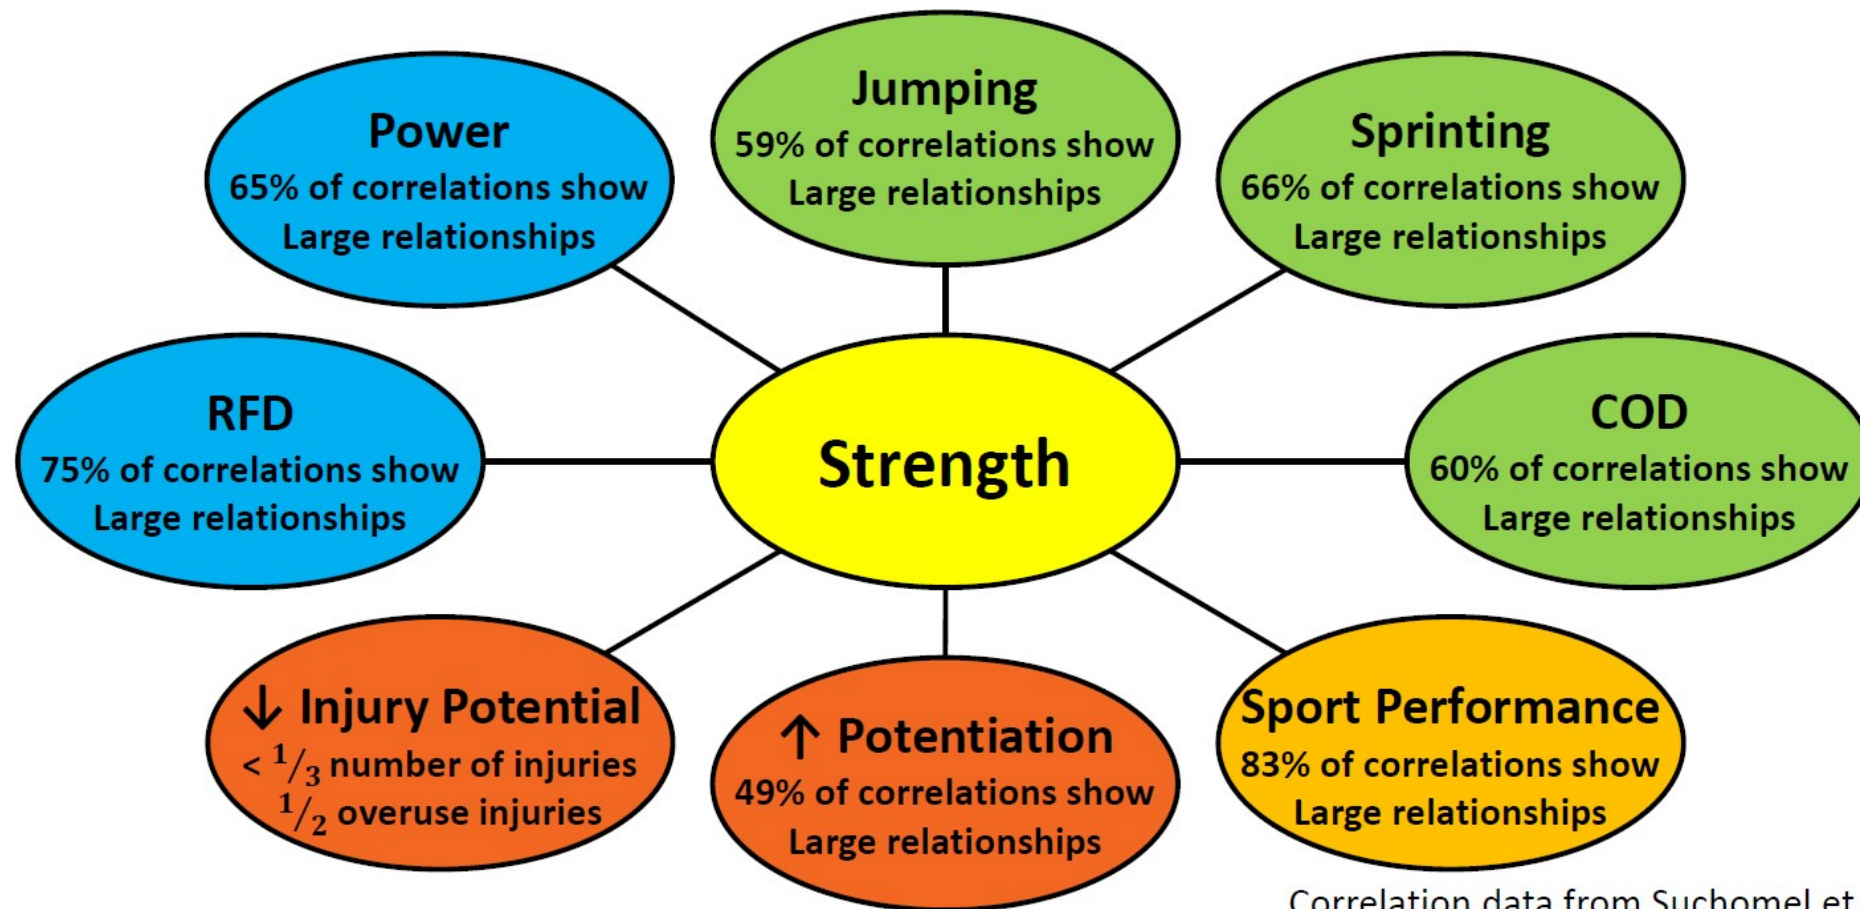 Jumping
59% of correlations show
Large relationships
Power
65% of correlations show
Large relationships
Sprinting
66% of correlations show
Large relationships
RFD
75% of correlations show
Large relationships
Strength
COD
60% of correlations show
Large relationships
↓ Injury Potential
< 1/3 number of injuries
1/2 overuse injuries
↑ Potentiation
49% of correlations show
Large relationships
Sport Performance
83% of correlations show
Large relationships
Correlation data from Suchomel et